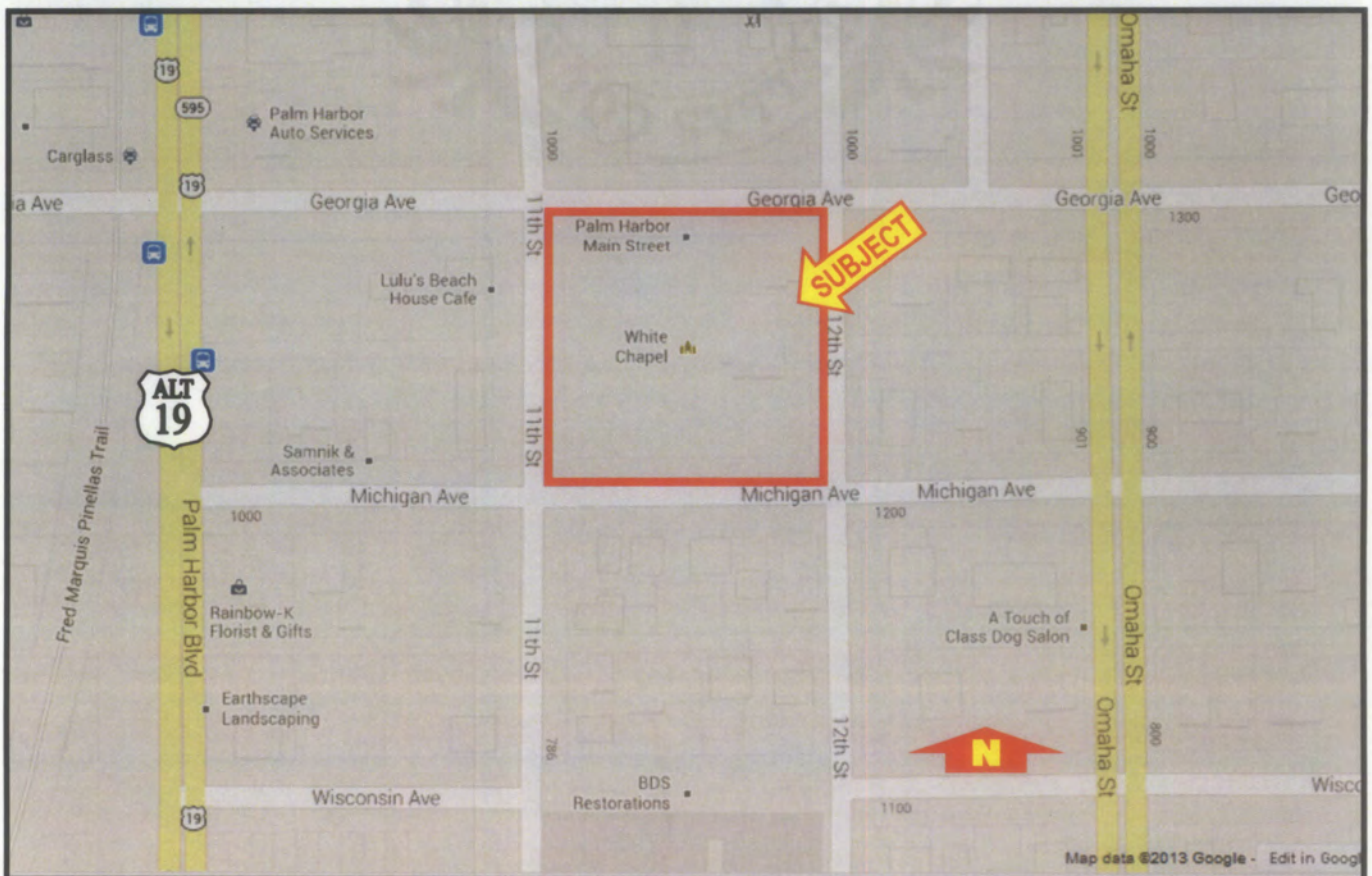 Omaha St
19
595
Palm Harbor
Auto Services
Carglass
1000
1000
1001
1000
19
a Ave
Georgia Ave
Georgia Ave
Georgia Ave
Geo
1300
11th St
Palm Harbor
Main Street
SUBJECT
Lulu's Beach
House Cafe
White
Chapel
12th St
ALT
19
11th St
901
900
Samnik &
Associates
Michigan Ave
Michigan Ave
Michigan Ave
1000
1200
Fred Marquis Pinellas Trail
Palm Harbor Blvd
Rainbow-K
Florist & Gifts
11th St
A Touch of
Class Dog Salon
Omaha St
Earthscape
Landscaping
12th St
N
Omaha St
800
786
BDS
Restorations
Wisconsin Ave
Wisco
19
1100
Map data ©2013 Google - Edit in Googl